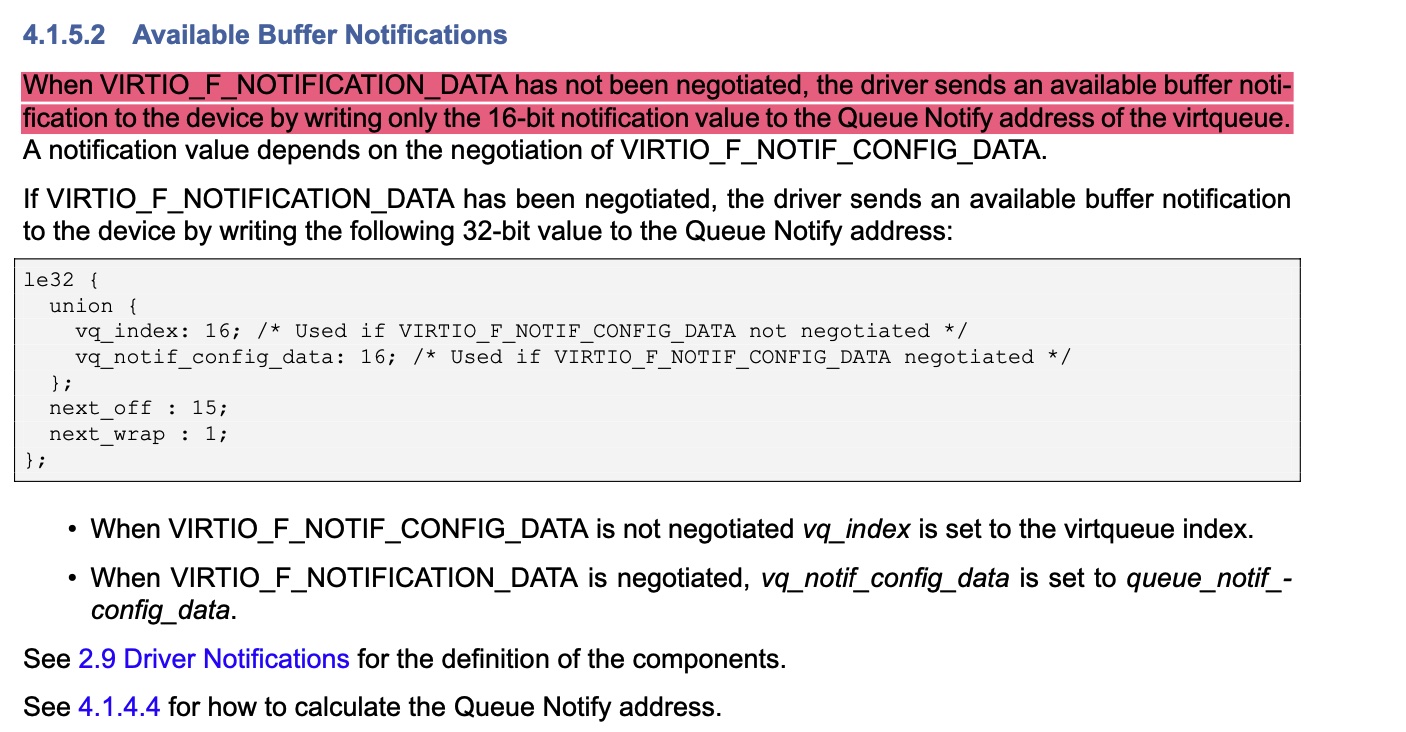 4.1.5.2 Available Buffer Notifications
When VIRTIO_F_NOTIFICATION_DATA has not been negotiated, the driver sends an available buffer noti-
fication to the device by writing only the 16-bit notification value to the Queue Notify address of the virtqueue.
A notification value depends on the negotiation of VIRTIO_F_NOTIF_CONFIG_DATA.
If VIRTIO_F_NOTIFICATION_DATA has been negotiated, the driver sends an available buffer notification
to the device by writing the following 32-bit value to the Queue Notify address:
le32 {
  union {
    vq_index: 16; /* Used if VIRTIO_F_NOTIF_CONFIG_DATA not negotiated */
    vq_notif_config_data: 16; /* Used if VIRTIO_F_NOTIF_CONFIG_DATA negotiated */
  };
  next_off : 15;
  next_wrap : 1;
};
• When VIRTIO_F_NOTIF_CONFIG_DATA is not negotiated vq_index is set to the virtqueue index.
• When VIRTIO_F_NOTIFICATION_DATA is negotiated, vq_notif_config_data is set to queue_notif_-
config_data.
See 2.9 Driver Notifications for the definition of the components.
See 4.1.4.4 for how to calculate the Queue Notify address.